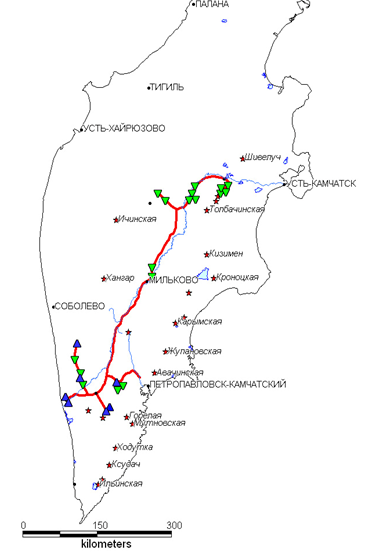 ПАЛАНА
ТИГИЛЬ
УСТЬ-ХАЙРЮЗОВО
Шивелуч
УСТЬ-КАМЧАТСК
Толбачинская
Ичинская
Кизимен
Хангар
МИЛЬКОВО
Кроноцкая
СОБОЛЕВО
Карымская
Жупановская
Авачинская
ПЕТРОПАВЛОВСК-КАМЧАТСКИЙ
Горелая
Мутновская
Ходутка
Ксудач
Ильинская
0 150 300
kilometers